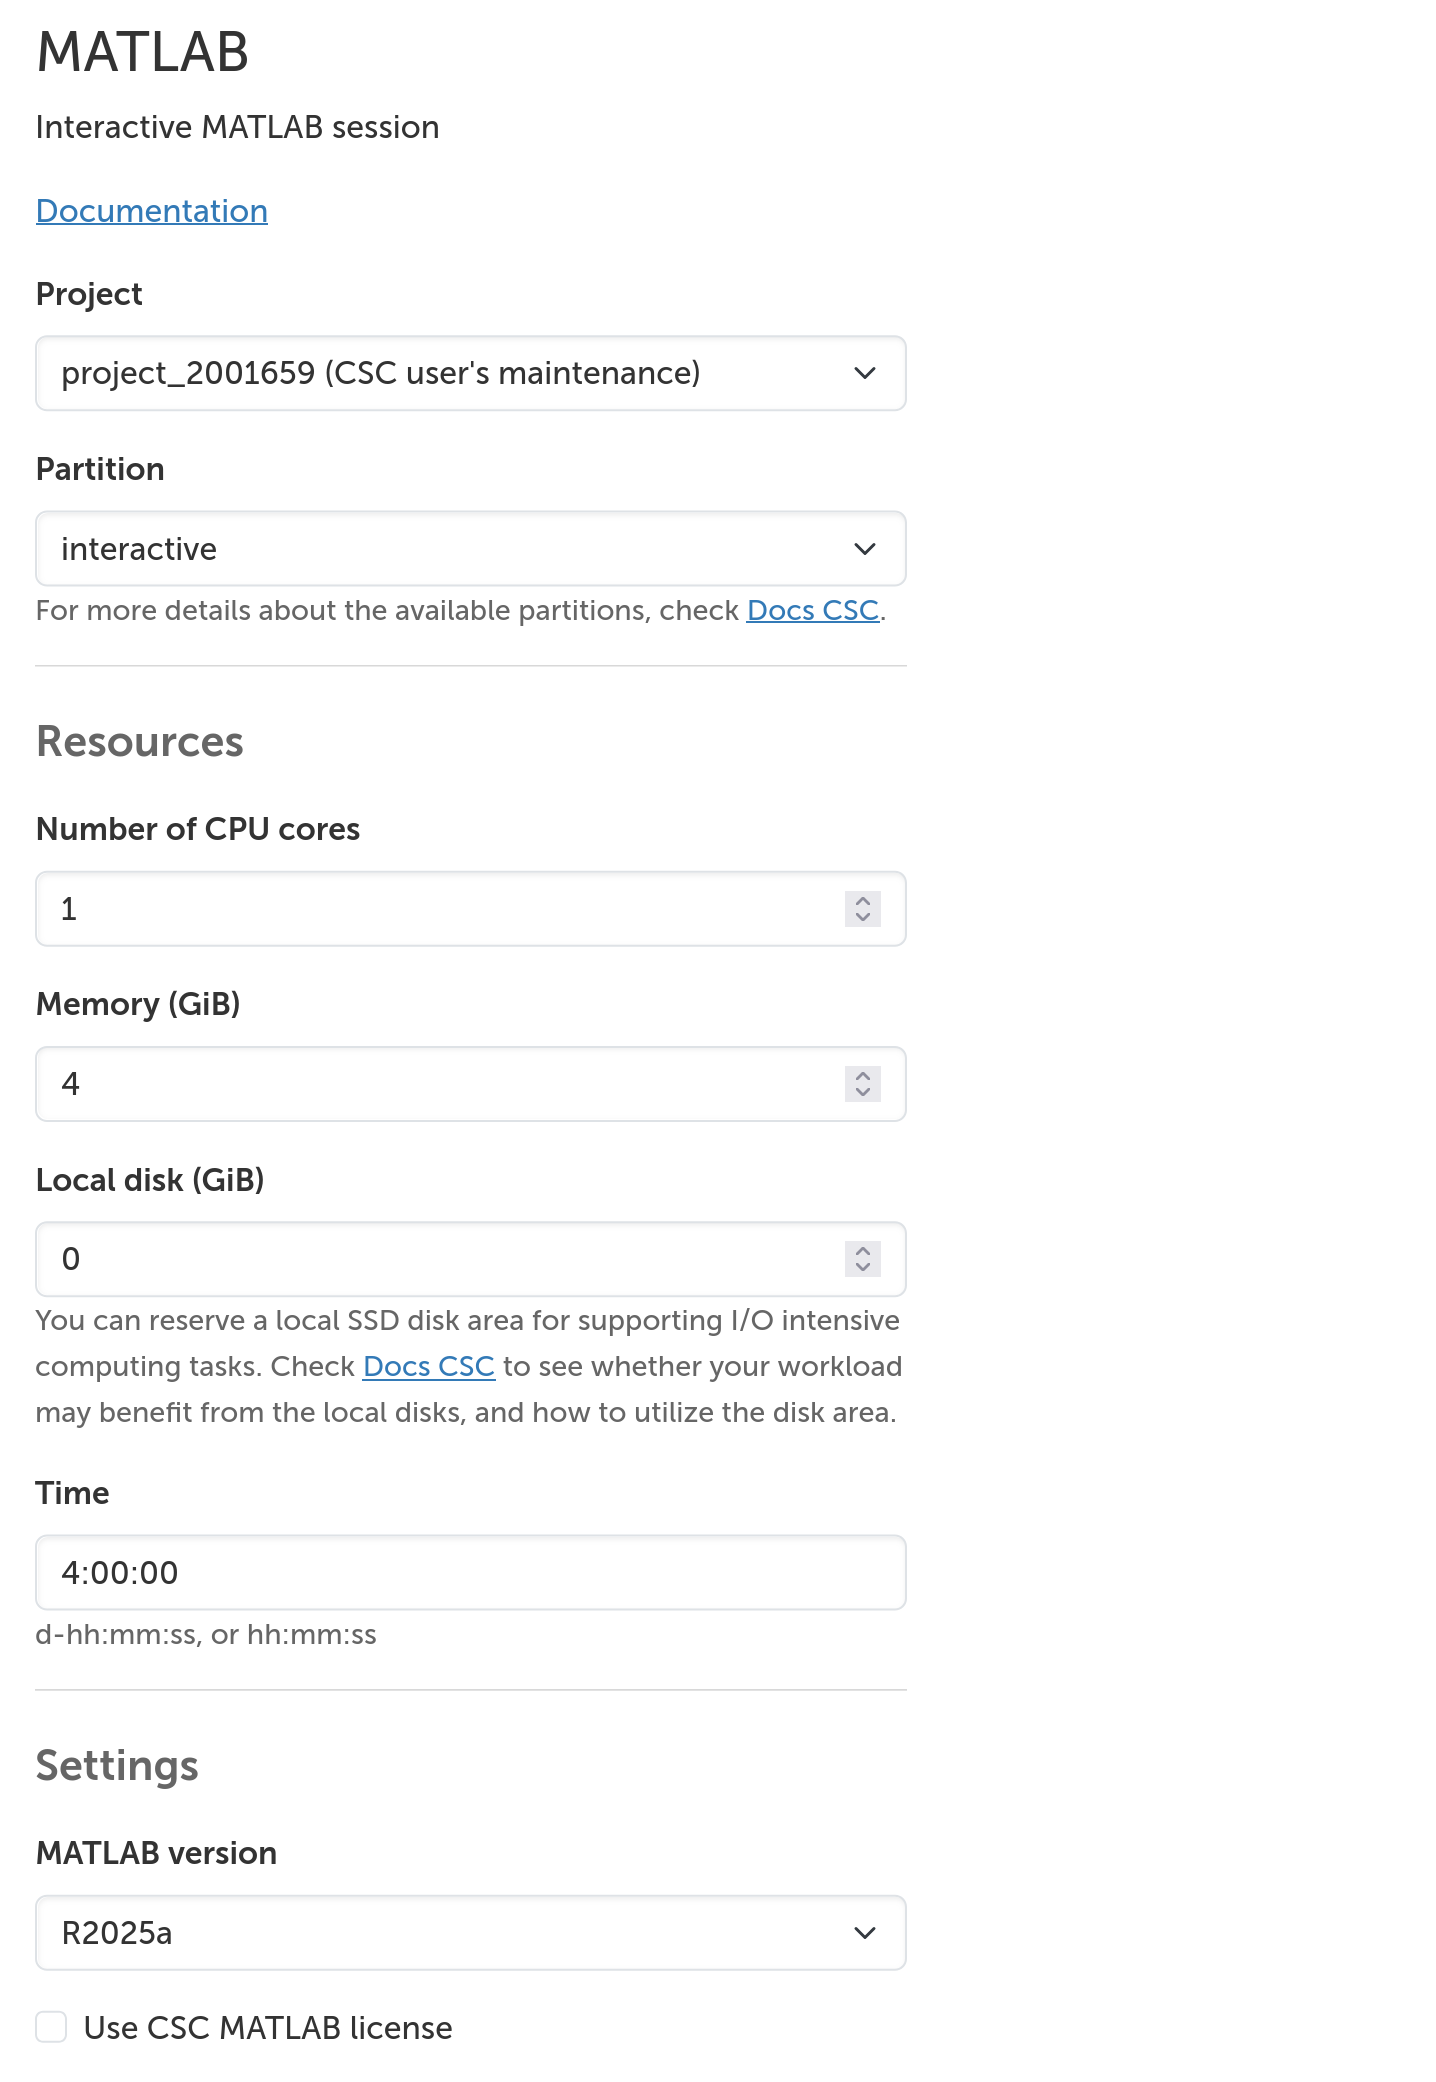 MATLAB
Interactive MATLAB session
Documentation
Project
project_2001659 (CSC user's maintenance)
Partition
interactive
For more details about the available partitions, check Docs CSC.
Resources
Number of CPU cores
1
Memory (GiB)
4
Local disk (GiB)
0
You can reserve a local SSD disk area for supporting I/O intensive
computing tasks. Check Docs CSC to see whether your workload
may benefit from the local disks, and how to utilize the disk area.
Time
4:00:00
d-hh:mm:ss, or hh:mm:ss
Settings
MATLAB version
R2025a
Use CSC MATLAB license